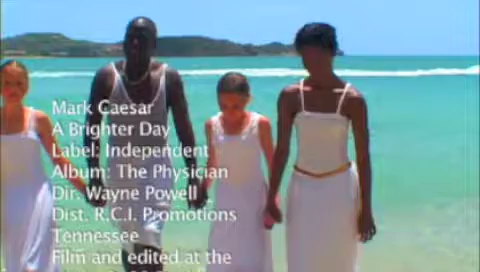 Mark Caesar
A Brighter Day
Label: Independent
Album: The Physician
Dir. Wayne Powell
Dist. R.C.I. Promotions
Tennessee
Film and edited at the